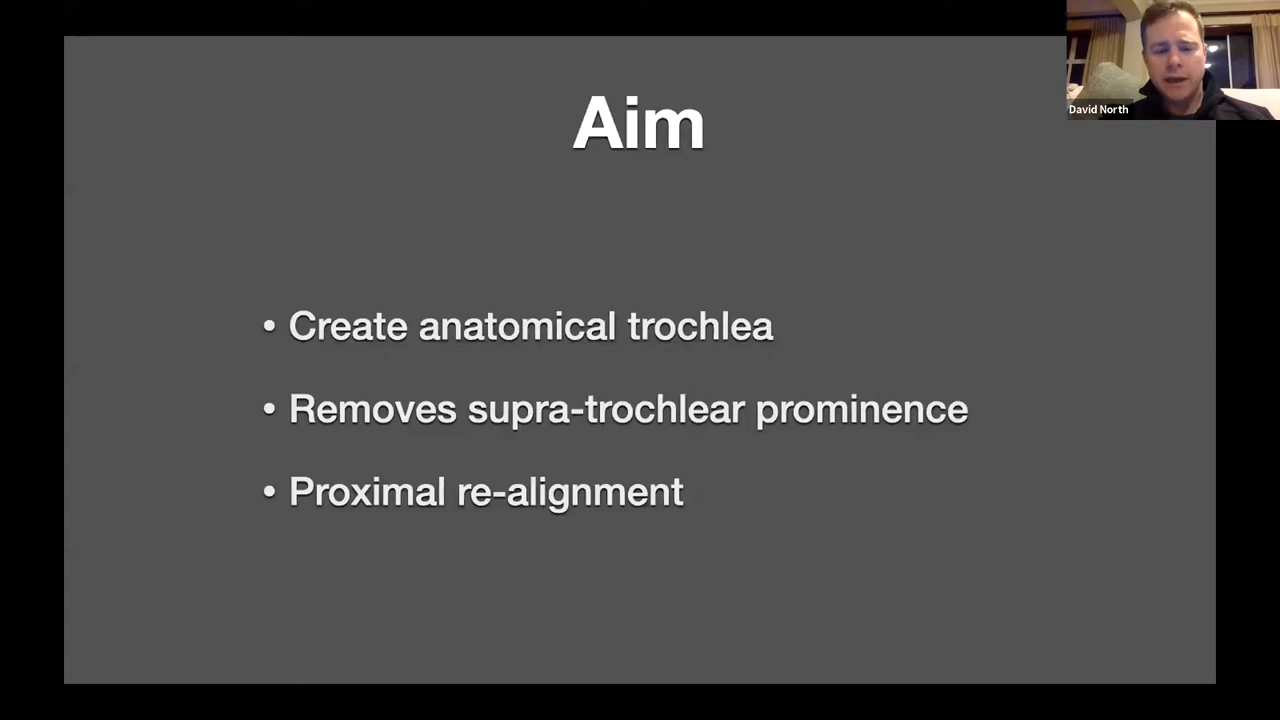 Aim
• Create anatomical trochlea
• Removes supra-trochlear prominence
• Proximal re-alignment
David North